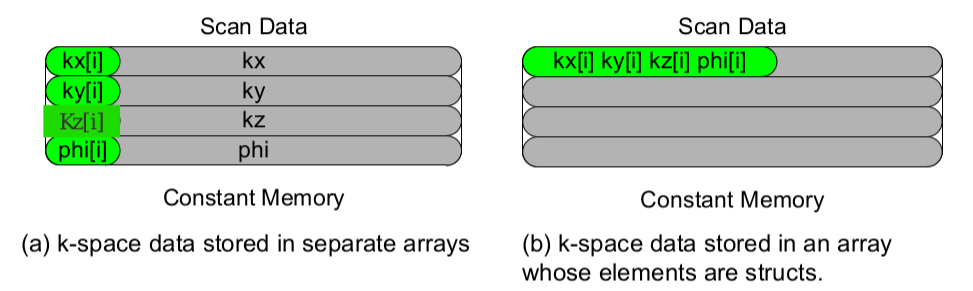 Scan Data
kx[i] kx
ky[i] ky
Kz[i] kz
phi[i] phi
Constant Memory
(a) k-space data stored in separate arrays
Scan Data
kx[i] ky[i] kz[i] phi[i]
Constant Memory
(b) k-space data stored in an array
whose elements are structs.